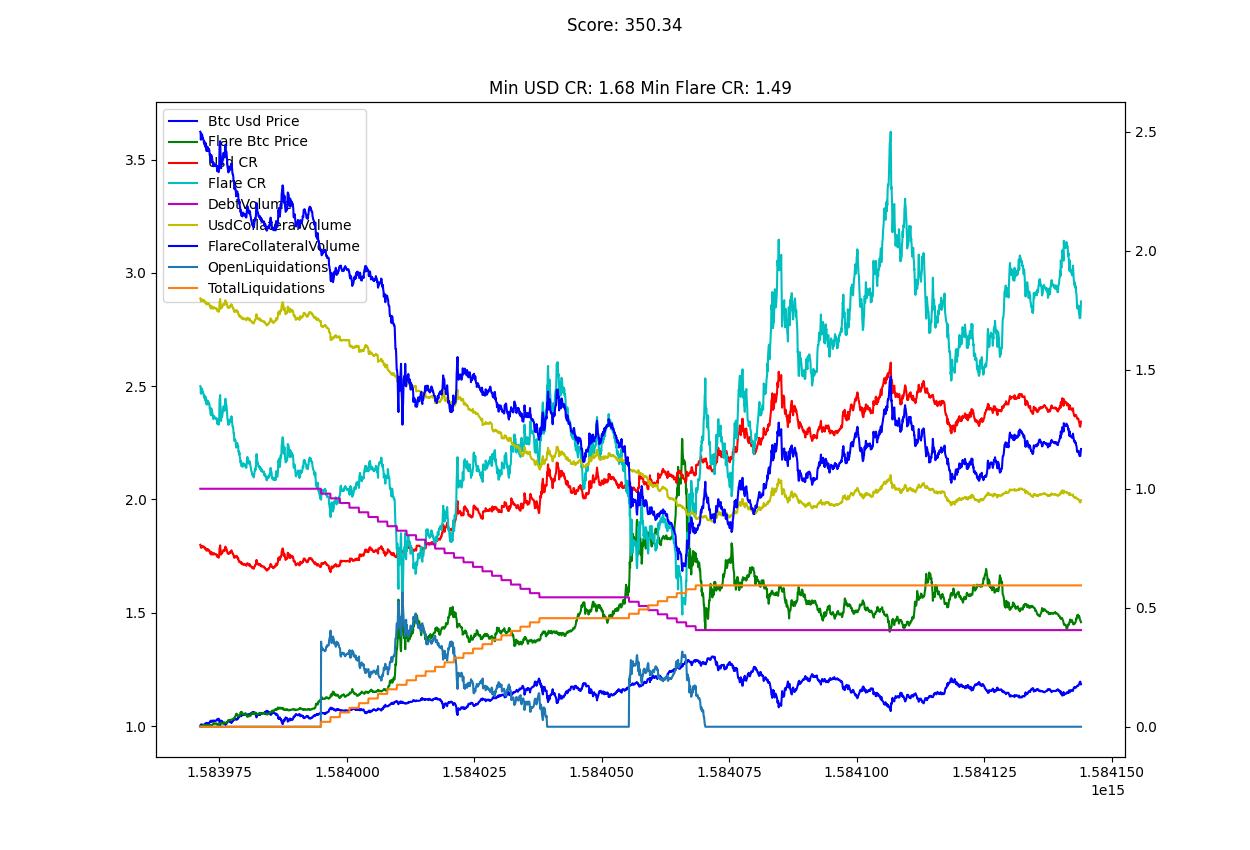 Score: 350.34
Min USD CR: 1.68 Min Flare CR: 1.49
Btc Usd Price
Flare Btc Price
Usd CR
Flare CR
DebtVolume
UsdCollateralVolume
FlareCollateralVolume
OpenLiquidations
TotalLiquidations
3.5
3.0
2.5
2.0
1.5
1.0
2.5
2.0
1.5
1.0
0.5
0.0
1.583975
1.584000
1.584025
1.584050
1.584075
1.584100
1.584125
1.584150
1e15